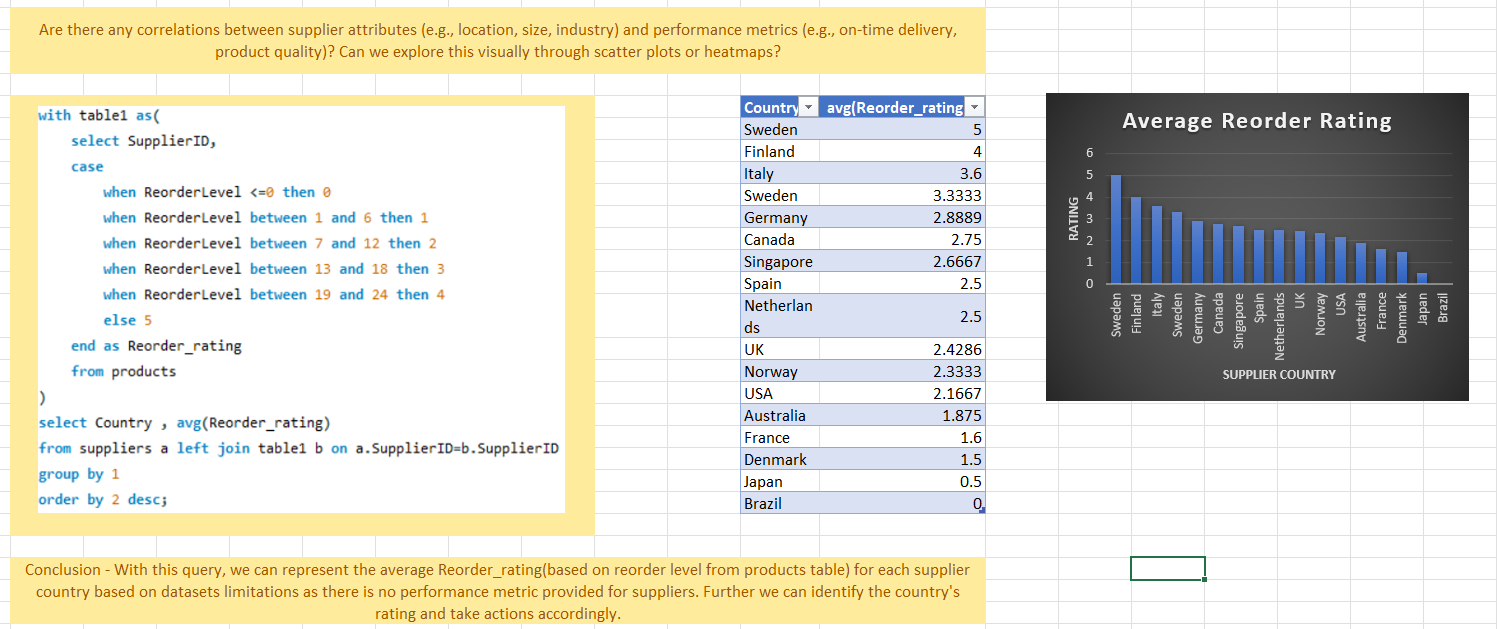 Are there any correlations between supplier attributes (e.g., location, size, industry) and performance metrics (e.g., on-time delivery,
product quality)? Can we explore this visually through scatter plots or heatmaps?
with table1 as(
select SupplierID,
case
when ReorderLevel <=0 then 0
when ReorderLevel between 1 and 6 then 1
when ReorderLevel between 7 and 12 then 2
when ReorderLevel between 13 and 18 then 3
when ReorderLevel between 19 and 24 then 4
else 5
end as Reorder_rating
from products
)
select Country , avg(Reorder_rating)
from suppliers a left join table1 b on a.SupplierID=b.SupplierID
group by 1
order by 2 desc;
Country avg(Reorder_rating
Sweden 5
Finland 4
Italy 3.6
Sweden 3.3333
Germany 2.8889
Canada 2.75
Singapore 2.6667
Spain 2.5
Netherlan
ds 2.5
UK 2.4286
Norway 2.3333
USA 2.1667
Australia 1.875
France 1.6
Denmark 1.5
Japan 0.5
Brazil 0
Average Reorder Rating
RATING
6
5
4
3
2
1
0
Sweden
Finland
Italy
Sweden
Germany
Canada
Singapore
Spain
Netherlands
UK
Norway
USA
Australia
France
Denmark
Japan
Brazil
SUPPLIER COUNTRY
Conclusion - With this query, we can represent the average Reorder_rating(based on reorder level from products table) for each supplier
country based on datasets limitations as there is no performance metric provided for suppliers. Further we can identify the country's
rating and take actions accordingly.